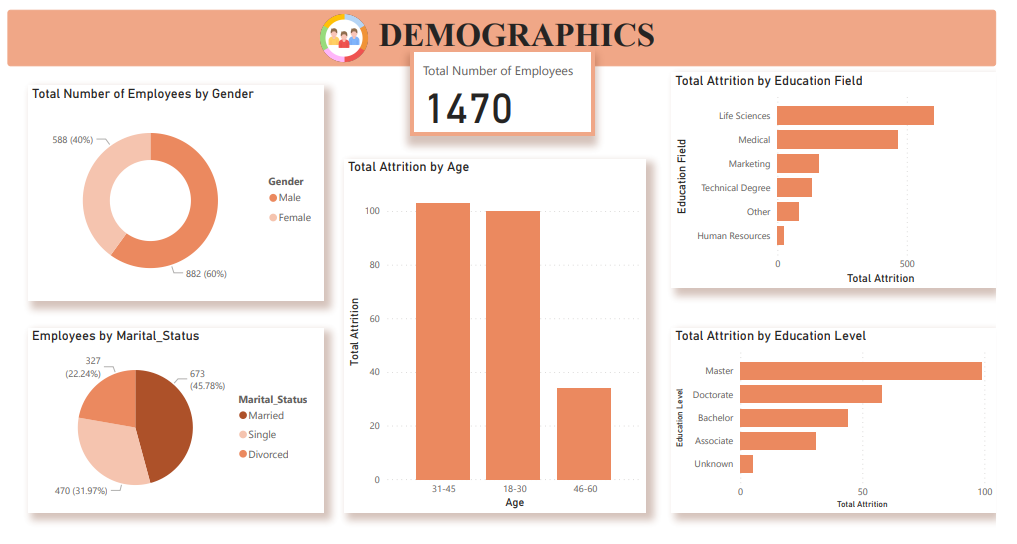 DEMOGRAPHICS
Total Number of Employees
1470
Total Number of Employees by Gender
588 (40%)
882 (60%)
Gender
Male
Female
Employees by Marital_Status
327
(22.24%)
673
(45.78%)
470 (31.97%)
Marital_Status
Married
Single
Divorced
Total Attrition by Age
Total Attrition
100
80
60
40
20
0
31-45
18-30
46-60
Age
Total Attrition by Education Field
Education Field
Life Sciences
Medical
Marketing
Technical Degree
Other
Human Resources
0
500
Total Attrition
Total Attrition by Education Level
Education Level
Master
Doctorate
Bachelor
Associate
Unknown
0
50
100
Total Attrition